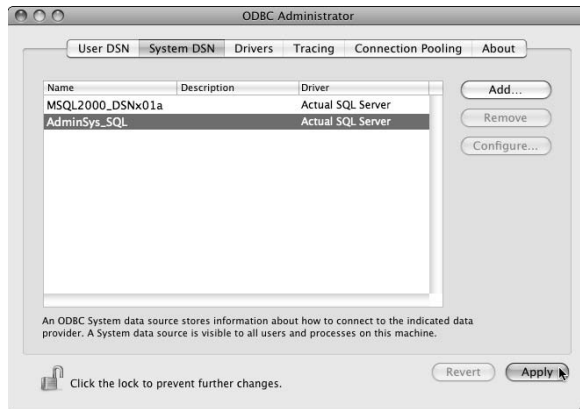 ODBC Administrator
User DSN System DSN Drivers Tracing Connection Pooling About
Name Description Driver
MSQL2000_DSNx01a Actual SQL Server
AdminSys_SQL Actual SQL Server
Add...
Remove
Configure...
An ODBC System data source stores information about how to connect to the indicated data
provider. A System data source is visible to all users and processes on this machine.
Click the lock to prevent further changes.
Revert Apply